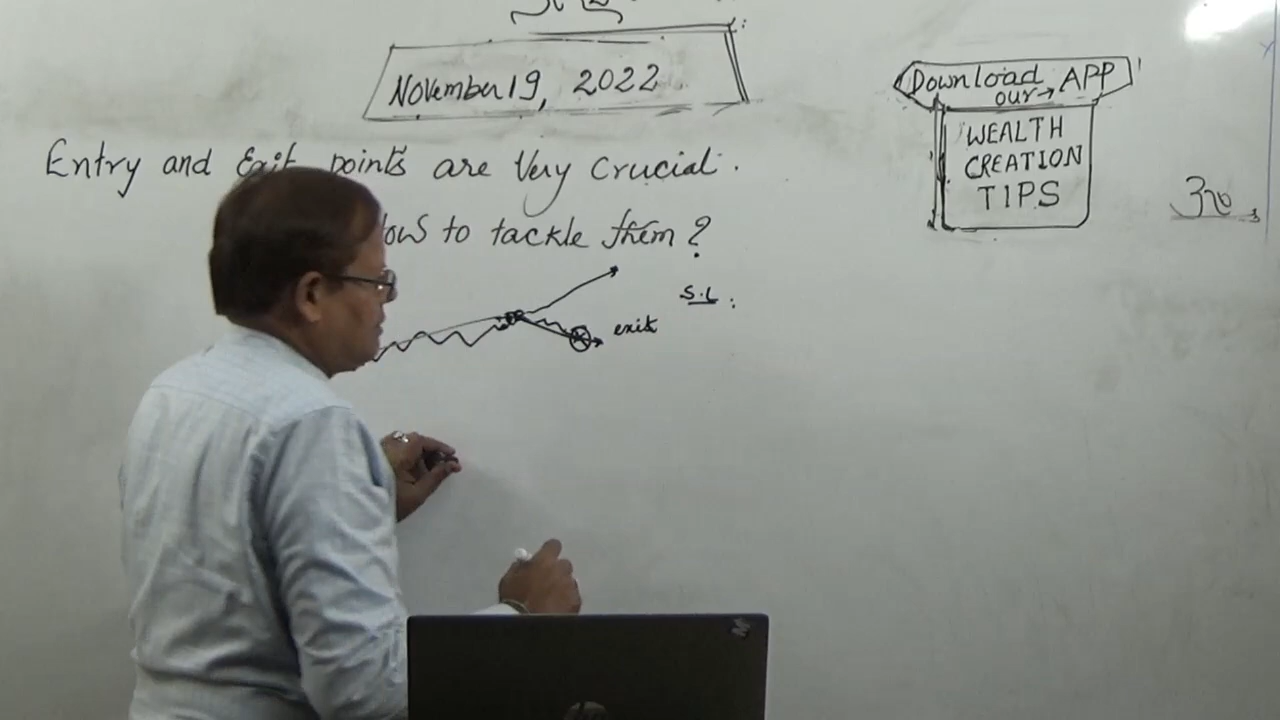 November 19, 2022
Entry and Exit points are Very Crucial.
to tackle them?
S.L :
exit
Download
our→ APP
WEALTH
CREATION
TIPS